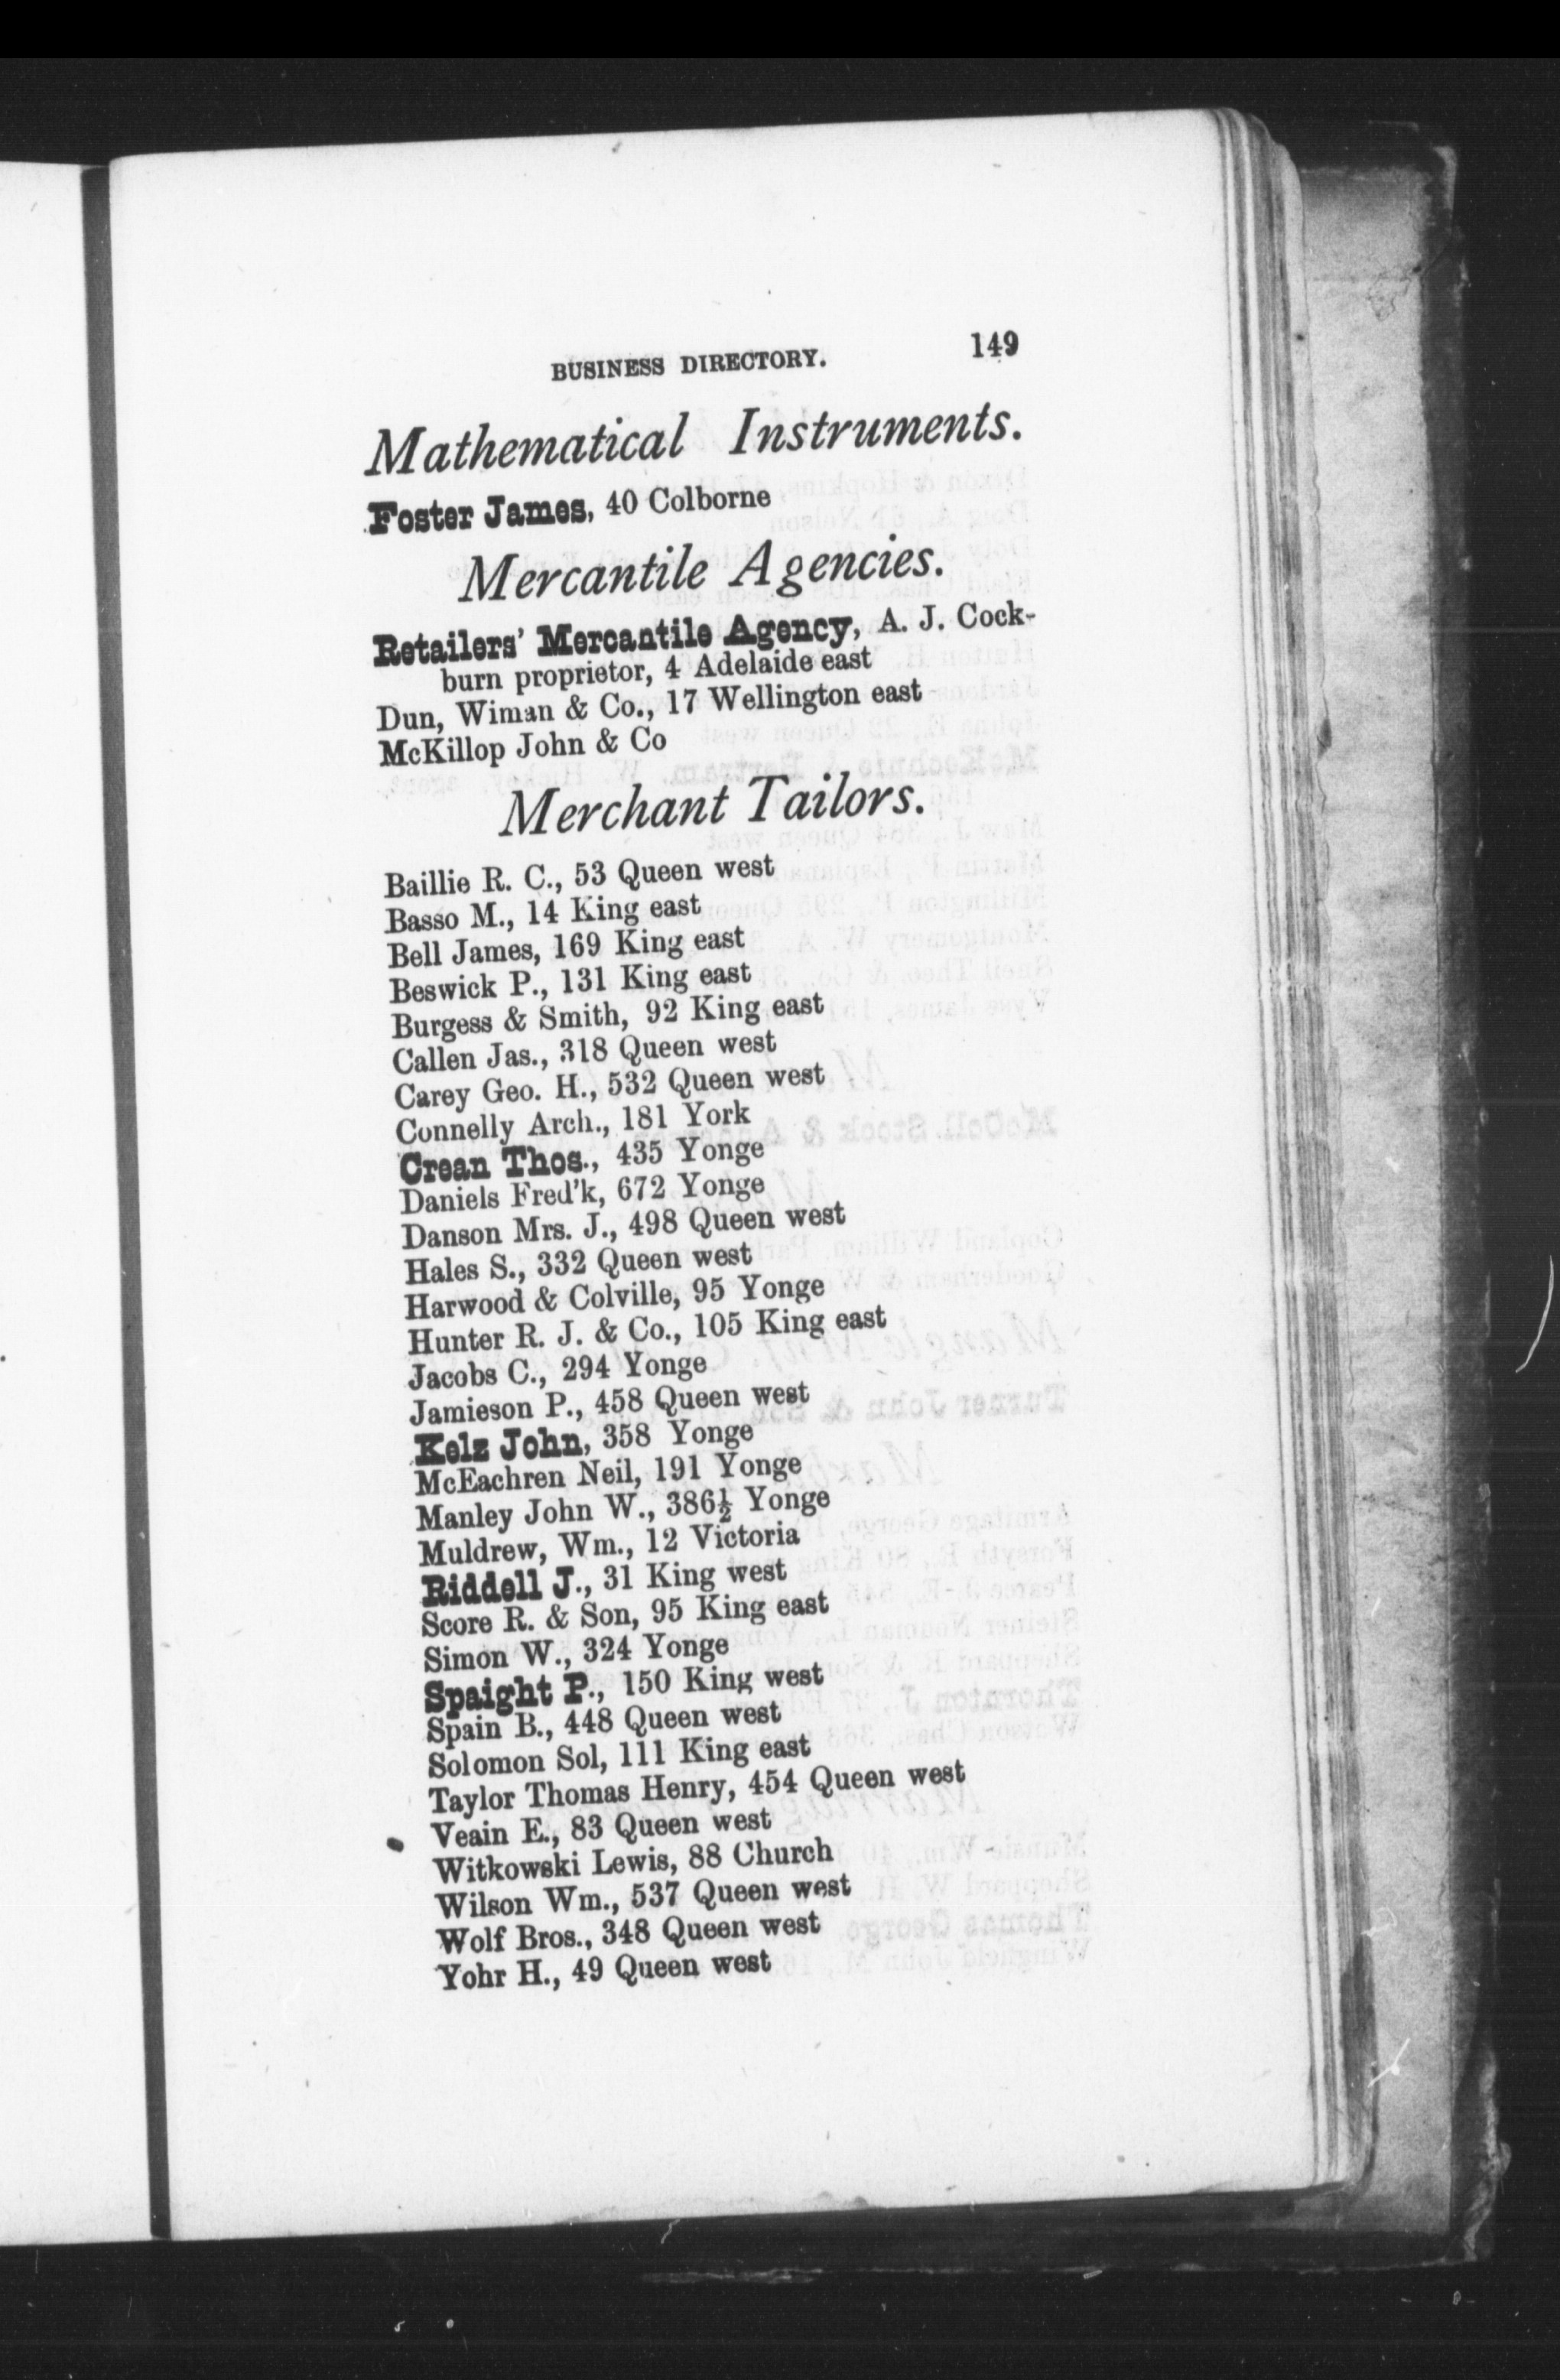 BUSINESS DIRECTORY. 149
Mathematical Instruments.
Foster James, 40 Colborne
Mercantile Agencies.
Retailers' Mercantile Agency, A. J. Cock-
burn proprietor, 4 Adelaide east
Dun, Wiman & Co., 17 Wellington east
McKillop John & Co
Merchant Tailors.
Baillie R. C., 53 Queen west
Basso M., 14 King east
Bell James, 169 King east
Beswick P., 131 King east
Burgess & Smith, 92 King east
Callen Jas., 318 Queen west
Carey Geo. H., 532 Queen west
Connelly Arch., 181 York
Crean Thos., 435 Yonge
Daniels Fred'k, 672 Yonge
Danson Mrs. J., 498 Queen west
Hales S., 332 Queen west
Harwood & Colville, 95 Yonge
Hunter R. J. & Co., 105 King east
Jacobs C., 294 Yonge
Jamieson P., 458 Queen west
Kelz John, 358 Yonge
McEachren Neil, 191 Yonge
Manley John W., 386½ Yonge
Muldrew, Wm., 12 Victoria
Riddell J., 31 King west
Score R. & Son, 95 King east
Simon W., 324 Yonge
Spaight P., 150 King west
Spain B., 448 Queen west
Solomon Sol, 111 King east
Taylor Thomas Henry, 454 Queen west
Veain E., 83 Queen west
Witkowski Lewis, 88 Church
Wilson Wm., 537 Queen west
Wolf Bros., 348 Queen west
Yohr H., 49 Queen west